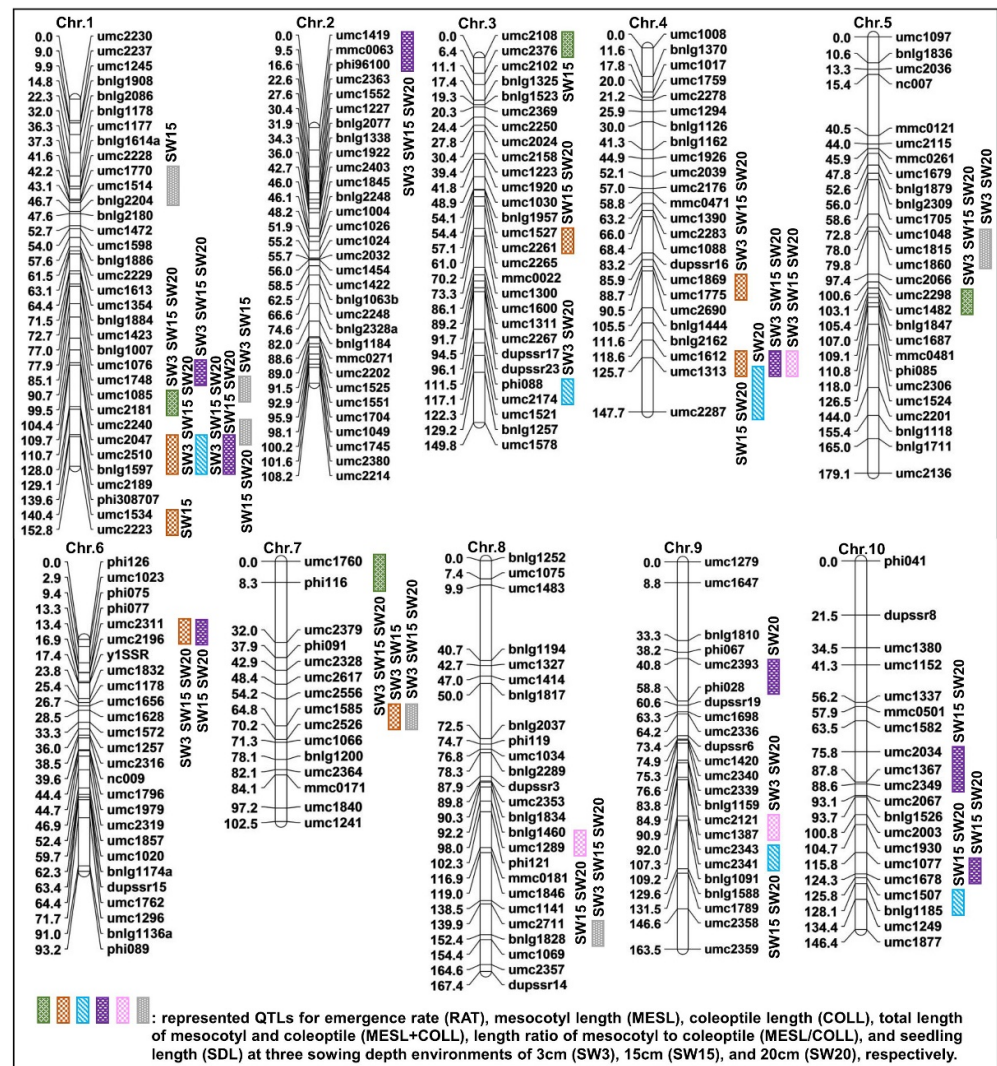 Chr.1
0.0 umc2230
9.0 umc2237
9.9 umc1245
14.8 bnlg1908
22.3 bnlg2086
32.0 bnlg1178
36.3 umc1177
37.3 bnlg1614a
41.6 umc2228
42.2 umc1770
43.1 umc1514
46.7 bnlg2204
47.6 bnlg2180
52.7 umc1472
54.0 umc1598
57.6 bnlg1886
61.5 umc2229
63.1 umc1613
64.4 umc1354
71.5 bnlg1884
72.7 umc1423
77.0 bnlg1007
77.9 umc1076
85.1 umc1748
90.7 umc1085
99.5 umc2181
104.4 umc2240
109.7 umc2047
110.7 umc2510
128.0 bnlg1597
129.1 umc2189
139.6 phi308707
140.4 umc1534
152.8 umc2223
SW15
SW3 SW15 SW20
SW3 SW15 SW20
SW3 SW15
SW3 SW15 SW20
SW3 SW15 SW20
SW15 SW20
SW15 SW20
SW15
Chr.2
0.0 umc1419
9.5 mmc0063
16.6 phi96100
22.6 umc2363
27.6 umc1552
30.4 umc1227
31.9 bnlg2077
34.3 bnlg1338
36.0 umc1922
42.7 umc2403
46.0 umc1845
46.1 bnlg2248
48.2 umc1004
51.9 umc1026
55.2 umc1024
55.7 umc2032
56.0 umc1454
58.5 umc1422
62.5 bnlg1063b
66.6 umc2248
74.6 bnlg2328a
82.0 bnlg1184
88.6 mmc0271
89.0 umc2202
91.5 umc1525
92.9 umc1551
95.9 umc1704
98.1 umc1049
100.2 umc1745
101.6 umc2380
108.2 umc2214
SW3 SW15 SW20
Chr.3
0.0 umc2108
6.4 umc2376
11.1 umc2102
17.4 bnlg1325
19.3 bnlg1523
20.3 umc2369
24.4 umc2250
27.8 umc2024
30.4 umc2158
39.4 umc1223
41.8 umc1920
48.9 umc1030
54.1 bnlg1957
54.4 umc1527
57.1 umc2261
61.0 umc2265
70.2 mmc0022
73.3 umc1300
86.1 umc1600
89.2 umc1311
91.7 umc2267
94.5 dupssr17
96.1 dupssr23
111.5 phi088
117.1 umc2174
122.3 umc1521
129.2 bnlg1257
149.8 umc1578
SW15
SW15 SW20
SW3 SW20
Chr.4
0.0 umc1008
11.6 bnlg1370
17.8 umc1017
20.0 umc1759
21.2 umc2278
25.9 umc1294
30.0 bnlg1126
41.3 bnlg1162
44.9 umc1926
52.1 umc2039
57.0 umc2176
58.8 mmc0471
63.2 umc1390
66.0 umc2283
68.4 umc1088
83.2 dupssr16
85.9 umc1869
88.7 umc1775
90.5 umc2690
105.5 bnlg1444
111.6 bnlg2162
118.6 umc1612
125.7 umc1313
147.7 umc2287
SW3 SW15 SW20
SW20
SW3 SW15 SW20
SW3 SW15 SW20
SW15 SW20
Chr.5
0.0 umc1097
10.6 bnlg1836
13.3 umc2036
15.4 nc007
40.5 mmc0121
44.0 umc2115
45.9 mmc0261
47.8 umc1679
52.6 bnlg1879
56.0 bnlg2309
58.6 umc1705
72.8 umc1048
78.0 umc1815
79.8 umc1860
97.4 umc2066
100.6 umc2298
103.1 umc1482
105.4 bnlg1847
107.0 umc1687
109.1 mmc0481
110.8 phi085
118.0 umc2306
126.5 umc1524
144.0 umc2201
155.4 bnlg1118
165.0 bnlg1711
179.1 umc2136
SW3 SW15 SW20
SW3 SW20
Chr.6
0.0 phi126
2.9 umc1023
9.4 phi075
13.3 phi077
13.4 umc2311
16.9 umc2196
17.4 y1SSR
23.8 umc1832
25.4 umc1178
26.7 umc1656
28.5 umc1628
33.3 umc1572
36.0 umc1257
38.5 umc2316
39.6 nc009
44.4 umc1796
44.7 umc1979
46.9 umc2319
52.4 umc1857
59.7 umc1020
62.3 bnlg1174a
63.4 dupssr15
64.4 umc1762
71.7 umc1296
91.0 bnlg1136a
93.2 phi089
SW3 SW15 SW20
SW15 SW20
Chr.7
0.0 umc1760
8.3 phi116
32.0 umc2379
37.9 phi091
42.9 umc2328
48.4 umc2617
54.2 umc2556
64.8 umc1585
70.2 umc2526
71.3 umc1066
78.1 bnlg1200
82.1 umc2364
84.1 mmc0171
97.2 umc1840
102.5 umc1241
SW3 SW15 SW20
SW3 SW15
SW3 SW15 SW20
Chr.8
0.0 bnlg1252
7.4 umc1075
9.9 umc1483
40.7 bnlg1194
42.7 umc1327
47.0 umc1414
50.0 bnlg1817
72.5 bnlg2037
74.7 phi119
76.8 umc1034
78.3 bnlg2289
87.9 dupssr3
89.8 umc2353
90.3 bnlg1834
92.2 bnlg1460
98.0 umc1289
102.3 phi121
116.9 mmc0181
119.0 umc1846
138.5 umc1141
139.9 umc2711
152.4 bnlg1828
154.4 umc1069
164.6 umc2357
167.4 dupssr14
SW15 SW20
SW3 SW15 SW20
Chr.9
0.0 umc1279
8.8 umc1647
33.3 bnlg1810
38.2 phi067
40.8 umc2393
58.8 phi028
60.6 dupssr19
63.3 umc1698
64.2 umc2336
73.4 dupssr6
74.9 umc1420
75.3 umc2340
76.6 umc2339
83.8 bnlg1159
84.9 umc2121
90.9 umc1387
92.0 umc2343
107.3 umc2341
109.2 bnlg1091
129.6 bnlg1588
131.5 umc1789
146.6 umc2358
163.5 umc2359
SW20
SW3 SW20
SW15 SW20
Chr.10
0.0 phi041
21.5 dupssr8
34.5 umc1380
41.3 umc1152
56.2 umc1337
57.9 mmc0501
63.5 umc1582
75.8 umc2034
87.8 umc1367
88.6 umc2349
93.1 umc2067
93.7 bnlg1526
100.8 umc2003
104.7 umc1930
115.8 umc1077
124.3 umc1678
125.8 umc1507
128.1 bnlg1185
134.4 umc1249
146.4 umc1877
SW15 SW20
SW15 SW20
SW3 SW20
: represented QTLs for emergence rate (RAT), mesocotyl length (MESL), coleoptile length (COLL), total length
of mesocotyl and coleoptile (MESL+COLL), length ratio of mesocotyl to coleoptile (MESL/COLL), and seedling
length (SDL) at three sowing depth environments of 3cm (SW3), 15cm (SW15), and 20cm (SW20), respectively.